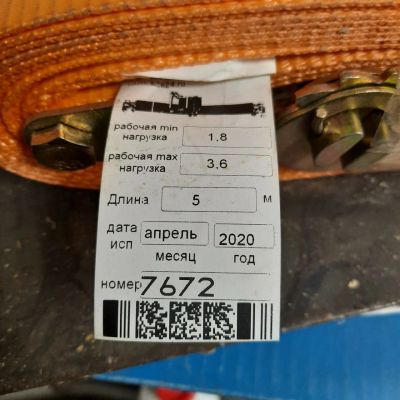 рабочая min
нагрузка 1,8
рабочая max
нагрузка 3,6
Длина 5 м
дата
исп апрель 2020
месяц год
номер 7672